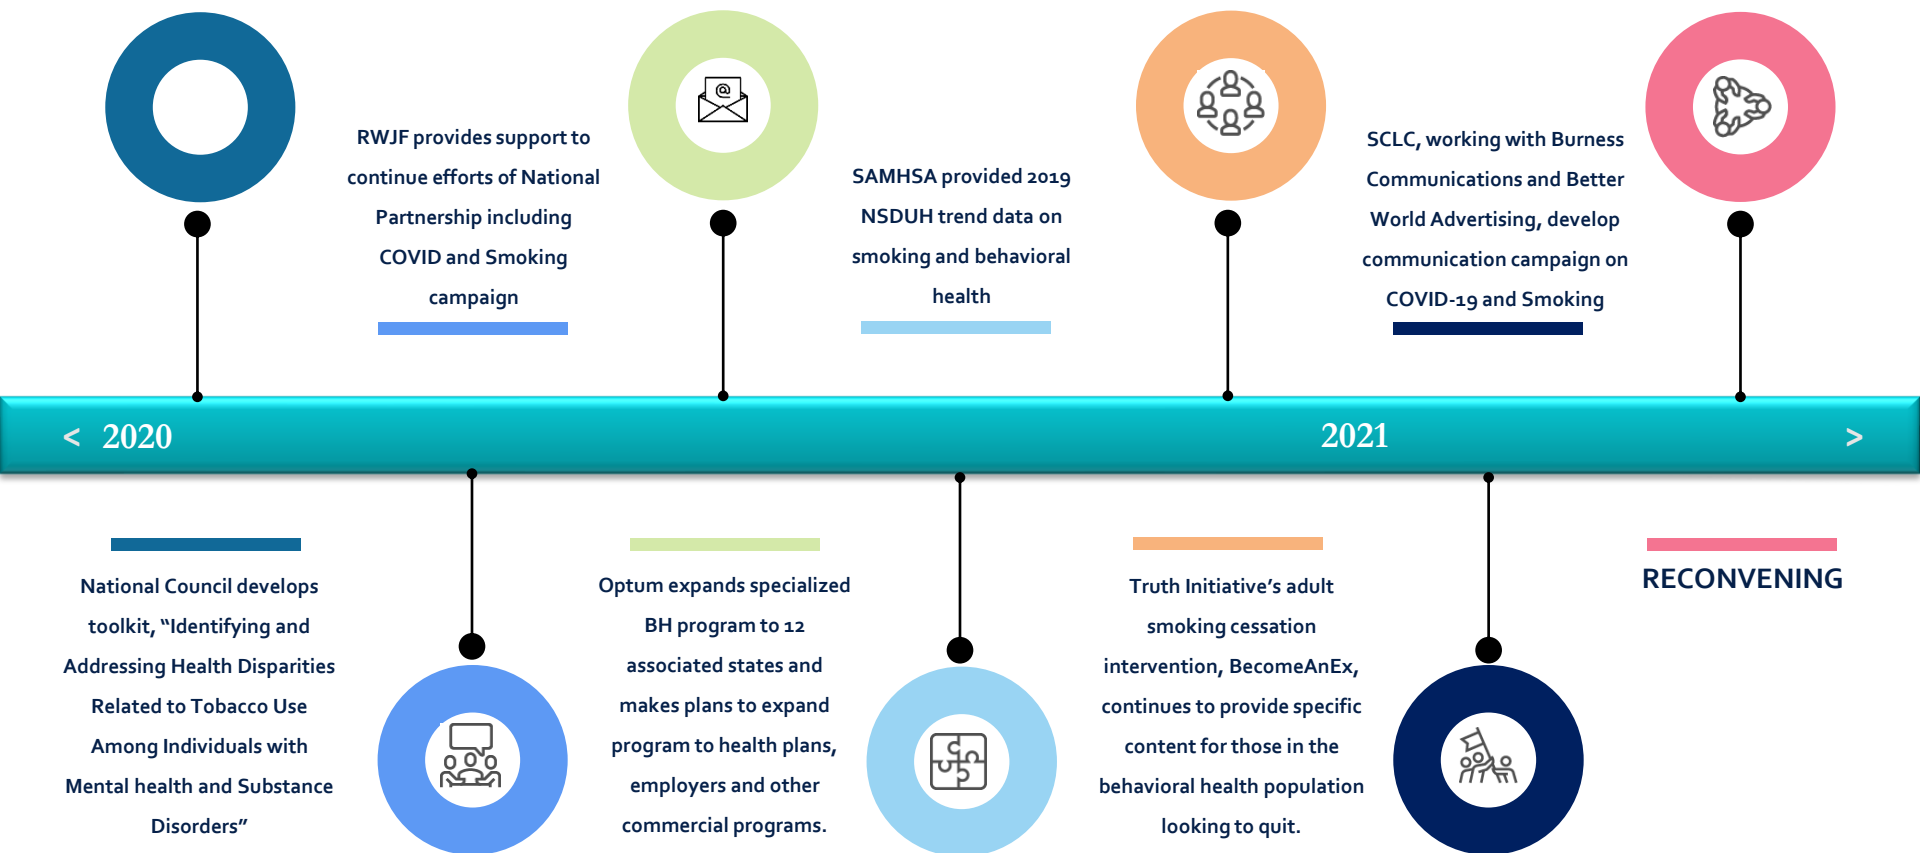 RWJF provides support to
continue efforts of National
Partnership including
COVID and Smoking
campaign
@
SAMHSA provided 2019
NSDUH trend data on
smoking and behavioral
health
SCLC, working with Burness
Communications and Better
World Advertising, develop
communication campaign on
COVID-19 and Smoking
< 2020
2021
>
National Council develops
toolkit, “Identifying and
Addressing Health Disparities
Related to Tobacco Use
Among Individuals with
Mental health and Substance
Disorders”
Optum expands specialized
BH program to 12
associated states and
makes plans to expand
program to health plans,
employers and other
commercial programs.
Truth Initiative’s adult
smoking cessation
intervention, BecomeAnEx,
continues to provide specific
content for those in the
behavioral health population
looking to quit.
RECONVENING